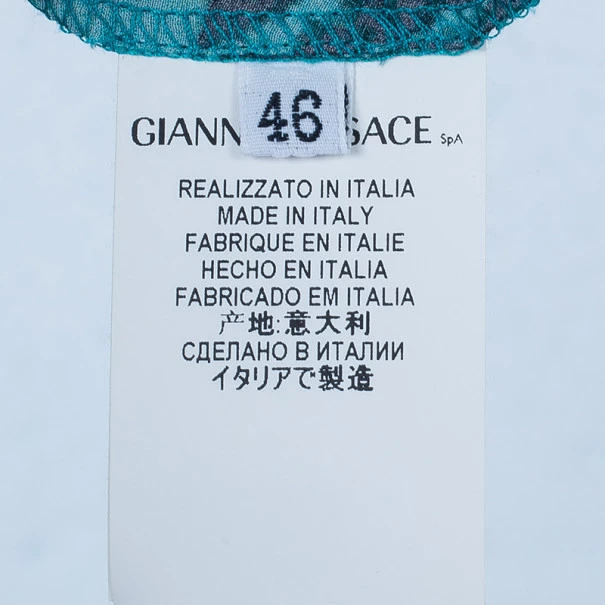 46
GIANN SACE SpA
REALIZZATO IN ITALIA
MADE IN ITALY
FABRIQUE EN ITALIE
HECHO EN ITALIA
FABRICADO EM ITALIA
产地:意大利
СДЕЛАНО В ИТАЛИИ
イタリアで製造